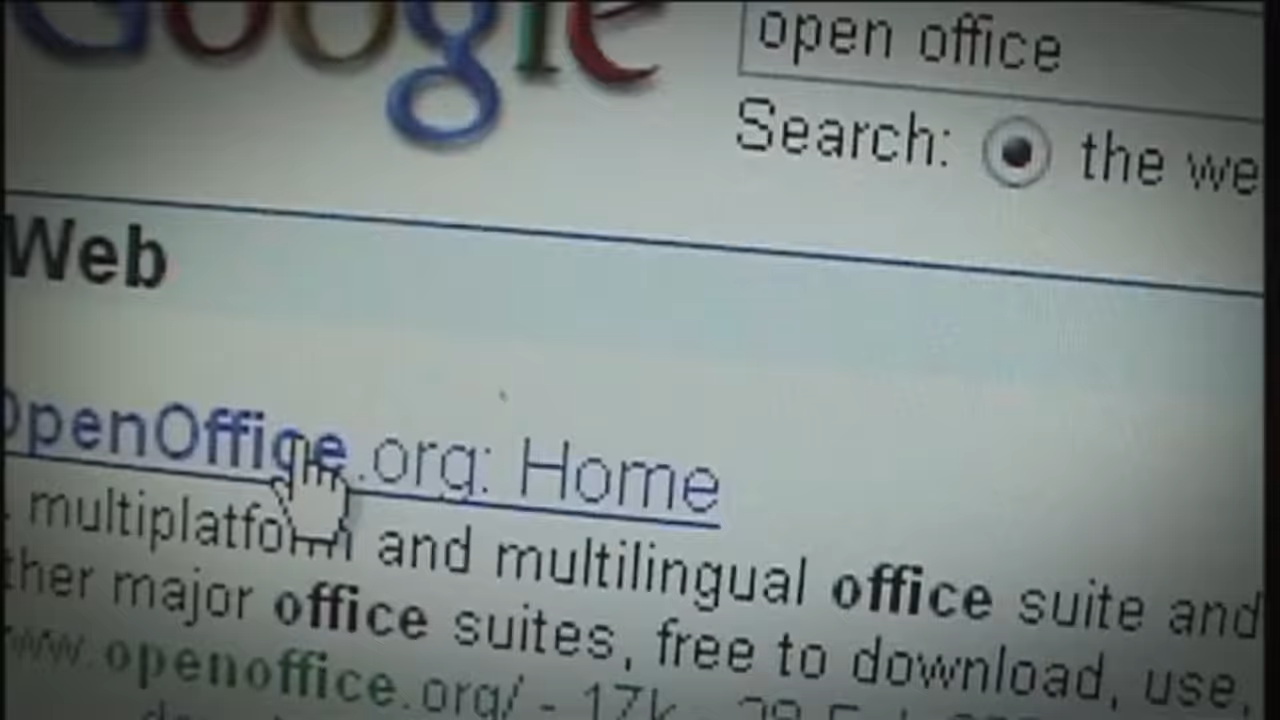 Google
open office
Search: the we
Web
OpenOffice.org: Home
multiplatform and multilingual office suite and
ther major office suites, free to download, use,
www.openoffice.org/ - 17k -